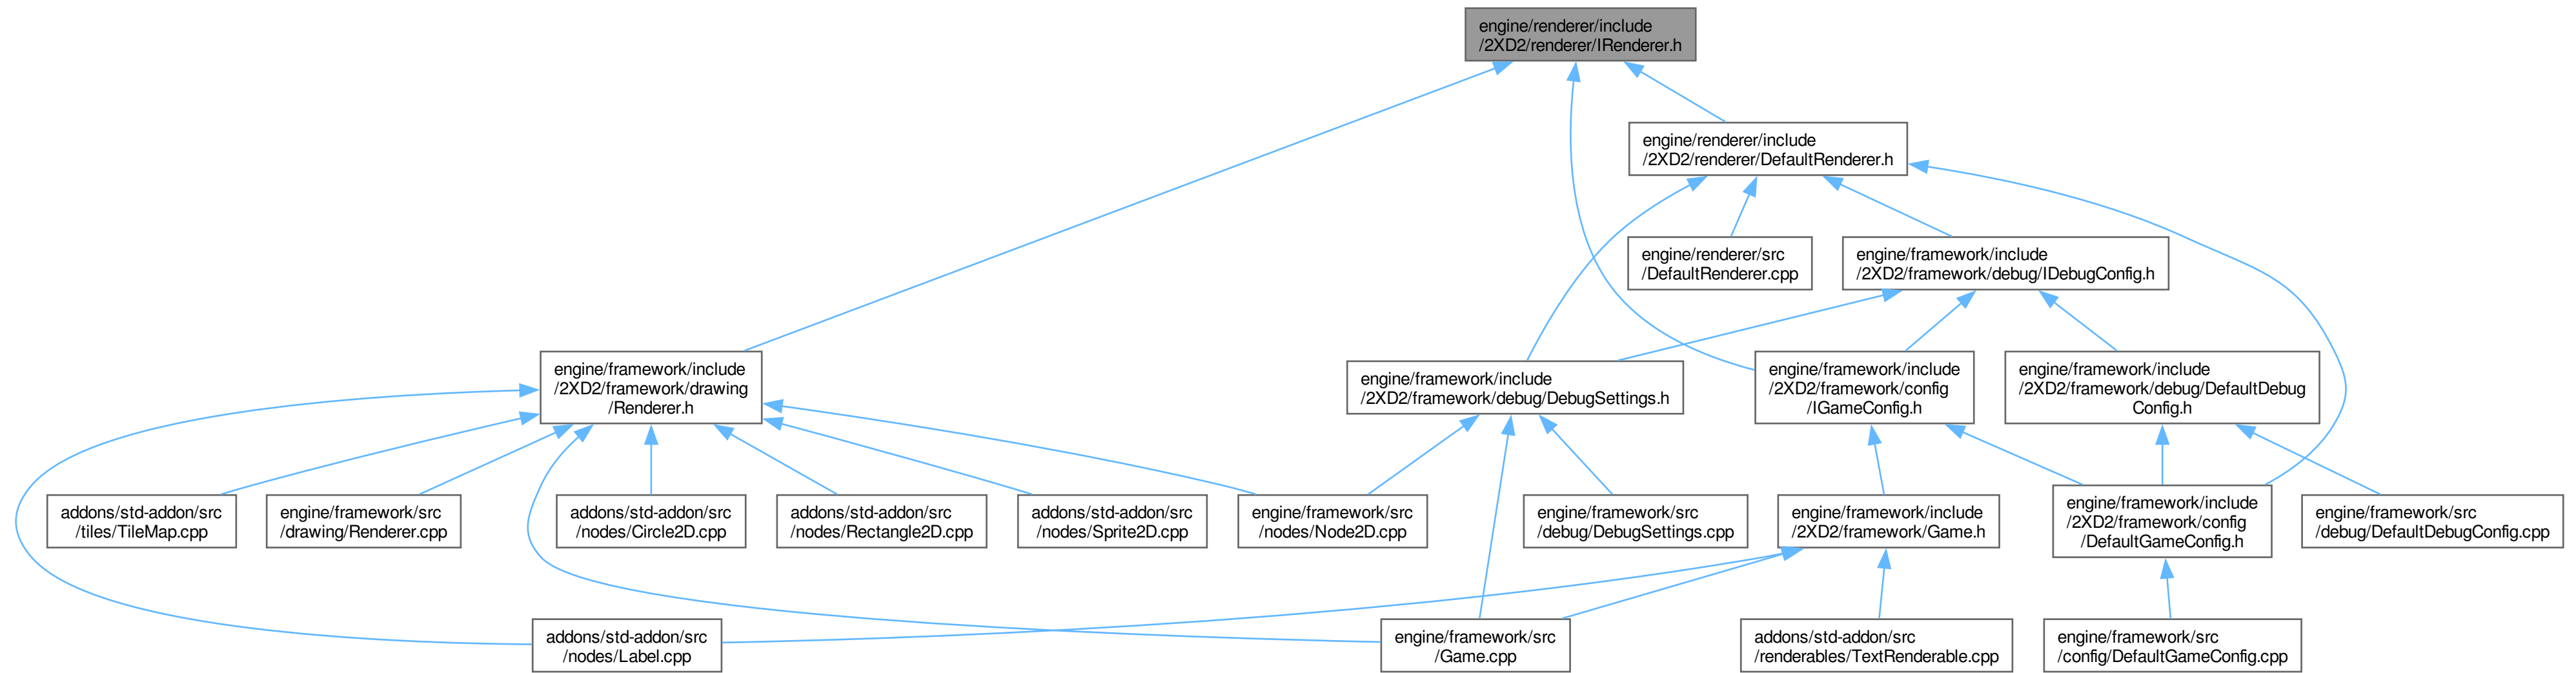 engine/renderer/include
/2XD2/renderer/IRenderer.h
engine/renderer/include
/2XD2/renderer/DefaultRenderer.h
engine/renderer/src
/DefaultRenderer.cpp
engine/framework/include
/2XD2/framework/debug/IDebugConfig.h
engine/framework/include
/2XD2/framework/drawing
/Renderer.h
engine/framework/include
/2XD2/framework/debug/DebugSettings.h
engine/framework/include
/2XD2/framework/config
/IGameConfig.h
engine/framework/include
/2XD2/framework/debug/DefaultDebug
Config.h
addons/std-addon/src
/tiles/TileMap.cpp
engine/framework/src
/drawing/Renderer.cpp
addons/std-addon/src
/nodes/Circle2D.cpp
addons/std-addon/src
/nodes/Rectangle2D.cpp
addons/std-addon/src
/nodes/Sprite2D.cpp
engine/framework/src
/nodes/Node2D.cpp
engine/framework/src
/debug/DebugSettings.cpp
engine/framework/include
/2XD2/framework/Game.h
engine/framework/include
/2XD2/framework/config
/DefaultGameConfig.h
engine/framework/src
/debug/DefaultDebugConfig.cpp
addons/std-addon/src
/nodes/Label.cpp
engine/framework/src
/Game.cpp
addons/std-addon/src
/renderables/TextRenderable.cpp
engine/framework/src
/config/DefaultGameConfig.cpp